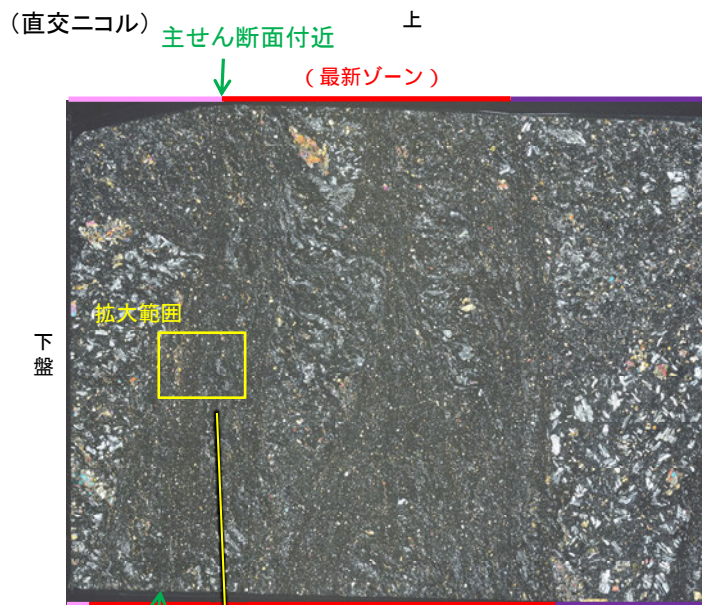 （直交ニコル）
上
主せん断面付近
（最新ゾーン）
拡大範囲
下
盤